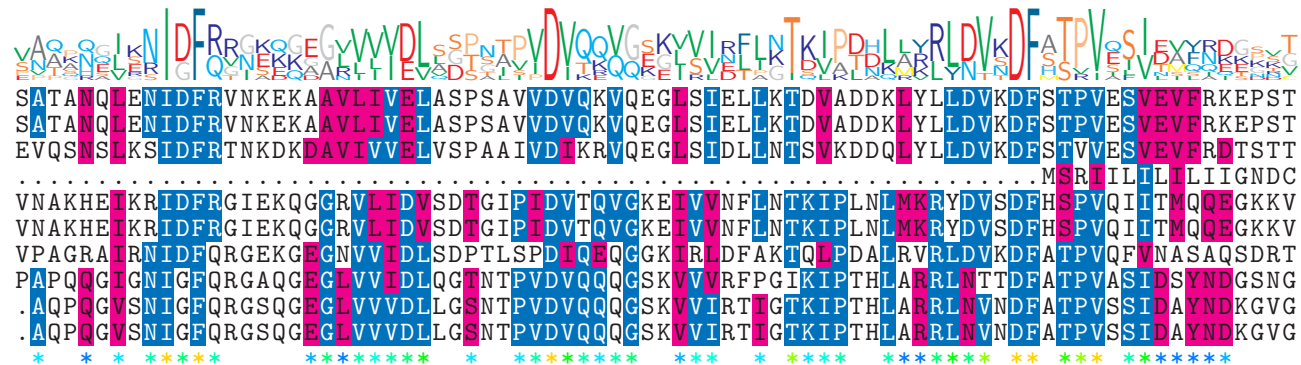 SATANQLENIDFRVNKEKAAVLIVELASPSAVVDVQKVQEGLSIELLKTDVADDKLYLLDVKDFSTPVESVEVFRKEPST
SATANQLENIDFRVNKEKAAVLIVELASPSAVVDVQKVQEGLSIELLKTDVADDKLYLLDVKDFSTPVESVEVFRKEPST
EVQSNSLKSIDFRTNKDKDAVIVVELVSPAAIVDIKRVQEGLSIDLLNTSVKDDQLYLLDVKDFSTVVESVEVFRDTSTT
................................................................MSRIILILILIIGNDC
VNAKHEIKRIDFRGIEKQGGRVLIDVSDTGIPIDVTQVGKEIVVNFLNTKIPLNLMKRYDVSDFHSPVQIITMQQEGKKV
VNAKHEIKRIDFRGIEKQGGRVLIDVSDTGIPIDVTQVGKEIVVNFLNTKIPLNLMKRYDVSDFHSPVQIITMQQEGKKV
VPAGRAIRNIDFQRGEKGEGNVVIDLSDPTLSPDIQEQGGKIRLDFAKTQLPDALRVRLDVKDFATPVQFVNASAQSDRT
PAPQQGIGNIGFQRGAQGEGLVVIDLQGTNTPVDVQQQGSKVVVRFPGIKIPTHLARRLNTTDFATPVASIDSYNDGSNG
.AQPQGVSNIGFQRGSQGEGLVVVDLLGSNTPVDVQQQGSKVVIRTIGTKIPTHLARRLNVNDFATPVSSIDAYNDKGVG
.AQPQGVSNIGFQRGSQGEGLVVVDLLGSNTPVDVQQQGSKVVIRTIGTKIPTHLARRLNVNDFATPVSSIDAYNDKGVG